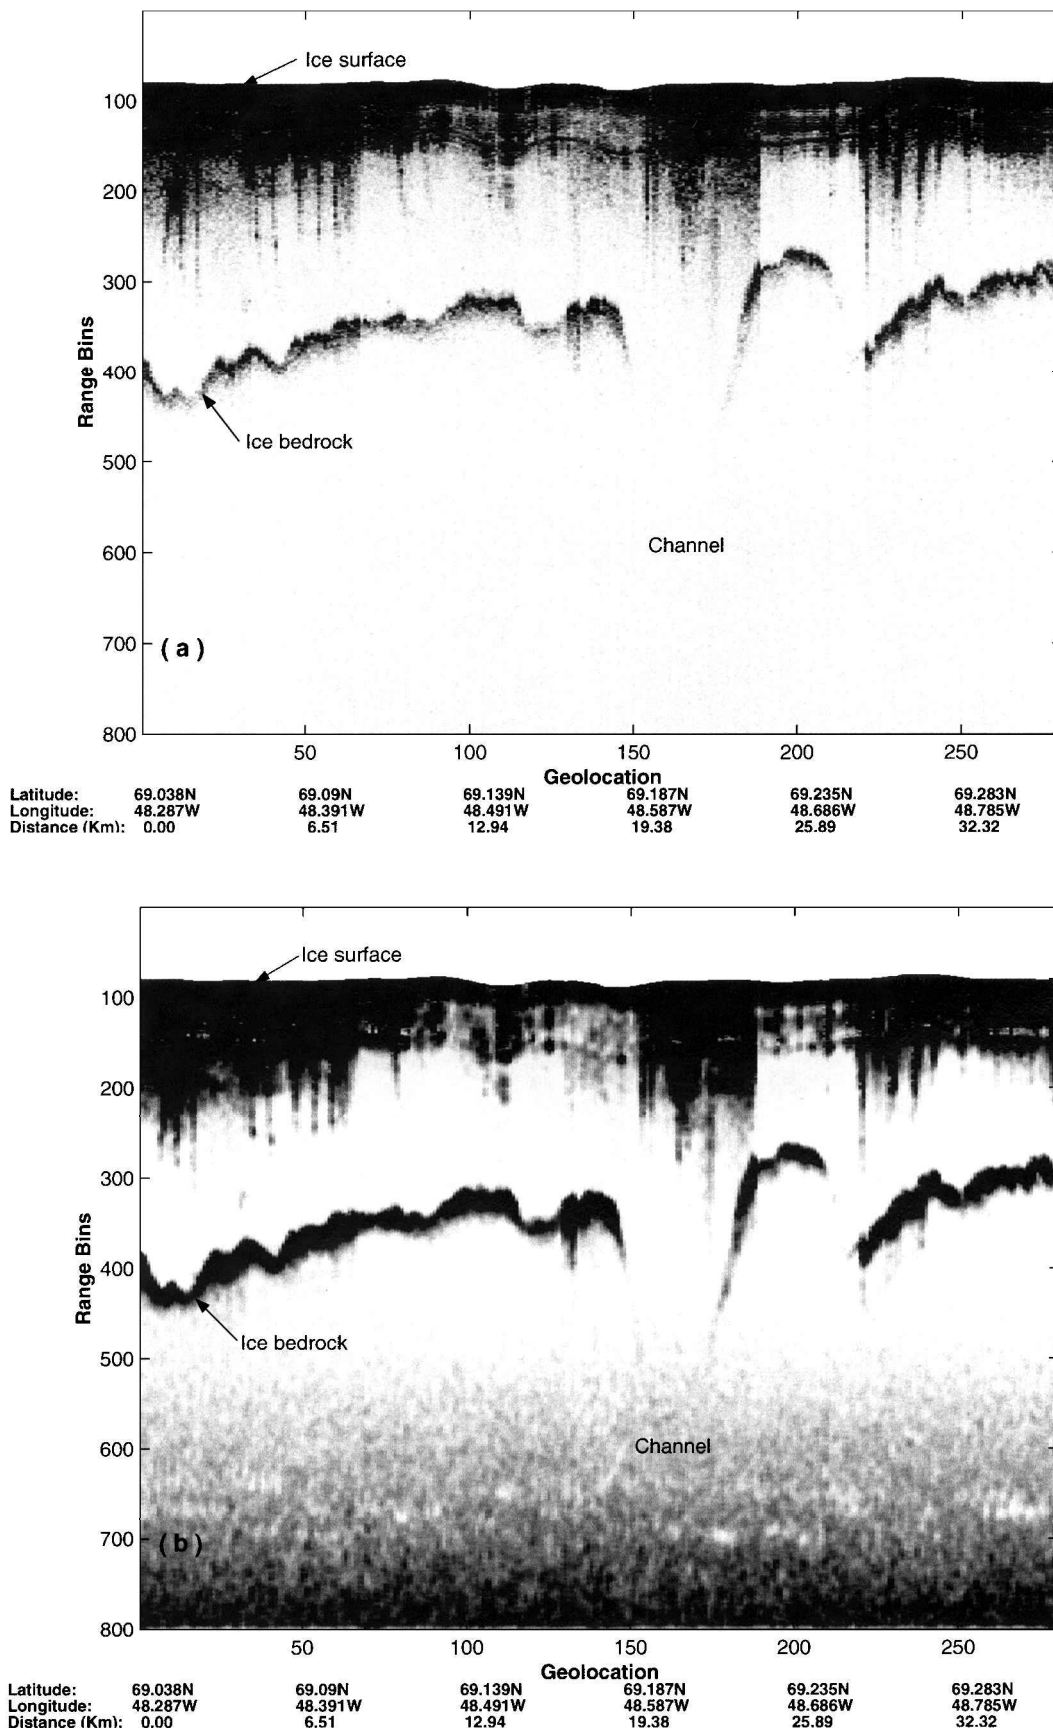 Ice surface
100
200
300
400
500
600
700
800
Range Bins
Ice bedrock
Channel
( a )
50 100 150 200 250
Geolocation
Latitude: 69.038N 69.09N 69.139N 69.187N 69.235N 69.283N
Longitude: 48.287W 48.391W 48.491W 48.587W 48.686W 48.785W
Distance (Km): 0.00 6.51 12.94 19.38 25.89 32.32
Ice surface
100
200
300
400
500
600
700
800
Range Bins
Ice bedrock
Channel
( b )
50 100 150 200 250
Geolocation
Latitude: 69.038N 69.09N 69.139N 69.187N 69.235N 69.283N
Longitude: 48.287W 48.391W 48.491W 48.587W 48.686W 48.785W
Distance (Km): 0.00 6.51 12.94 19.38 25.89 32.32